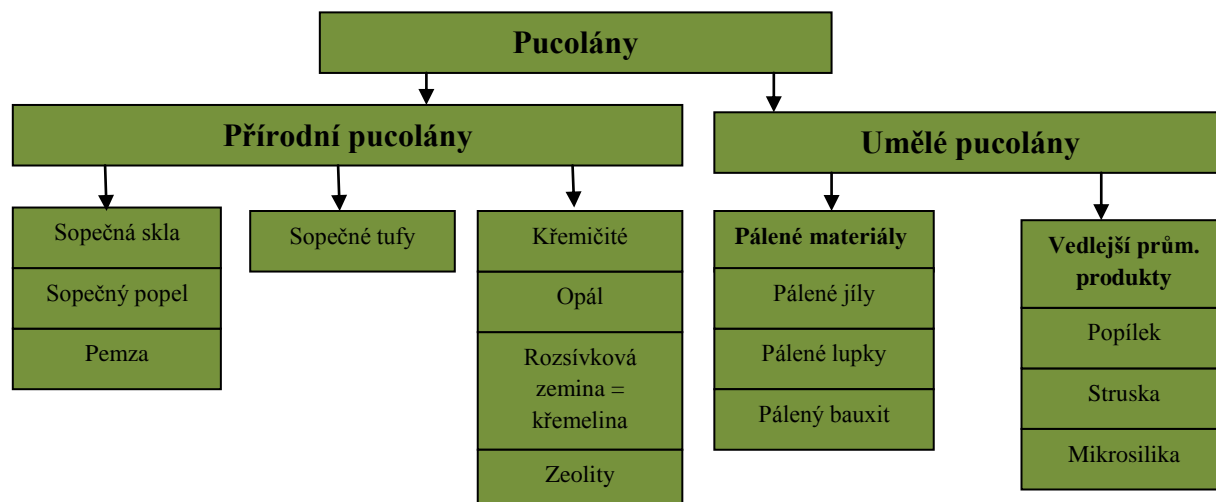 Pucolány
Přírodní pucolány
Umělé pucolány
Sopečná skla
Sopečný popel
Pemza
Sopečné tufy
Křemičité
Opál
Rozsívková
zemina =
křemelina
Zeolity
Pálené materiály
Pálené jíly
Pálené lupky
Pálený bauxit
Vedlejší prům.
produkty
Popílek
Struska
Mikrosilika